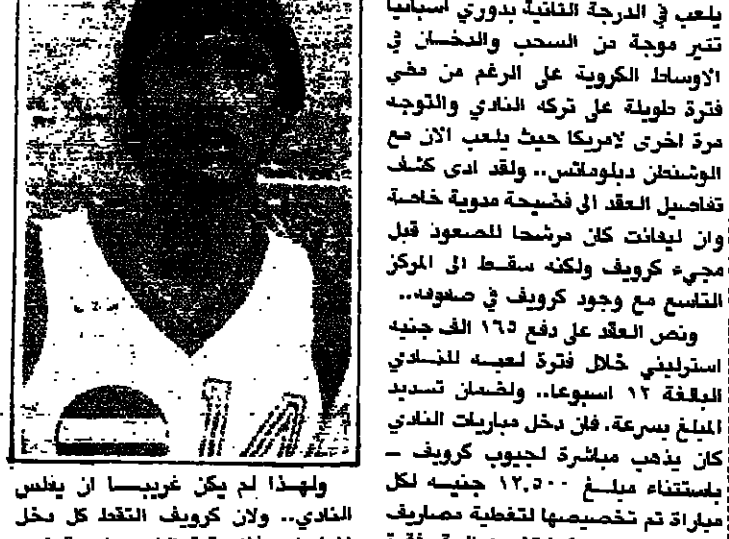 يلعب في الدرجة الثانية بدوري اسبانيا
تثير موجة من السحب والدخان في
الاوساط الكروية على الرغم من مضي
فترة طويلة على تركه النادي والتوجه
مرة اخرى لامريكا حيث يلعب الان مع
الوشنطن دبلوماتس.. ولقد ادى كشف
تفاصيل العقد الى فضيحة مدوية خاصة
وان ليفانت كان مرشحا للصعود قبل
مجيء كرويف ولكنه سقط الى المركز
التاسع مع وجود كرويف في صفوفه..
ونص العقد على دفع ١٦٥ الف جنيه
استرليني خلال فترة لعبه للنادي
البالغة ١٢ اسبوعا.. ولضمان تسديد
المبلغ بسرعة، فان دخل مباريات النادي
كان يذهب مباشرة لجيوب كرويف ـ
باستثناء مبلغ ١٢,٥٠٠ جنيه لكل
مباراة تم تخصيصها لتغطية مصاريف
ولهذا لم يكن غريبا ان يفلس
النادي.. ولان كرويف التقط كل دخل